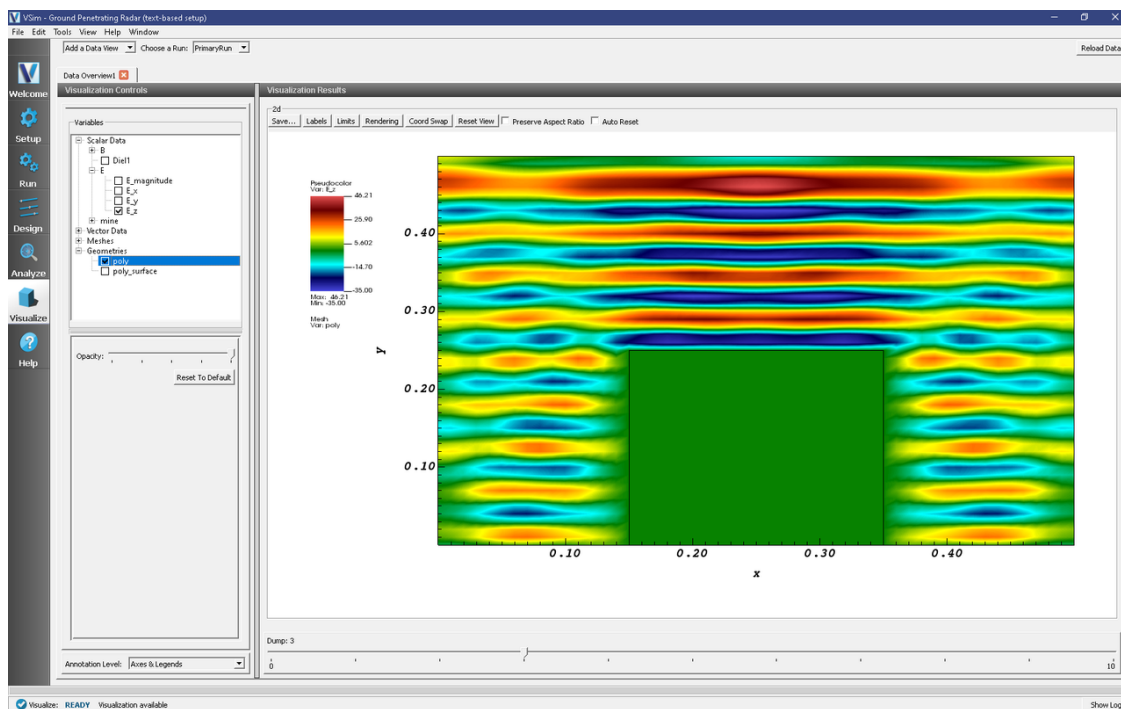 VSim - Ground Penetrating Radar (text-based setup)
File Edit Tools View Help Window
Add a Data View Choose a Run: PrimaryRun Reload Data
Data Overview1
Welcome
Setup
Run
Design
Analyze
Visualize
Help
Visualization Controls
Variables
Scalar Data
B
Diel1
E
E_magnitude
E_x
E_y
E_z
mine
Vector Data
Meshes
Geometries
poly
poly_surface
Opacity:
Reset To Default
Annotation Level: Axes & Legends
Visualization Results
2d
Save... Labels Limits Rendering Coord Swap Reset View Preserve Aspect Ratio Auto Reset
Pseudocolor
Var: E_z
46.21
25.90
5.602
-14.70
-35.00
Max: 46.21
Min: -35.00
Mesh
Var: poly
y
0.40
0.30
0.20
0.10
0.10 0.20 0.30 0.40
x
Dump: 3
0 10
Visualize: READY Visualization available Show Log